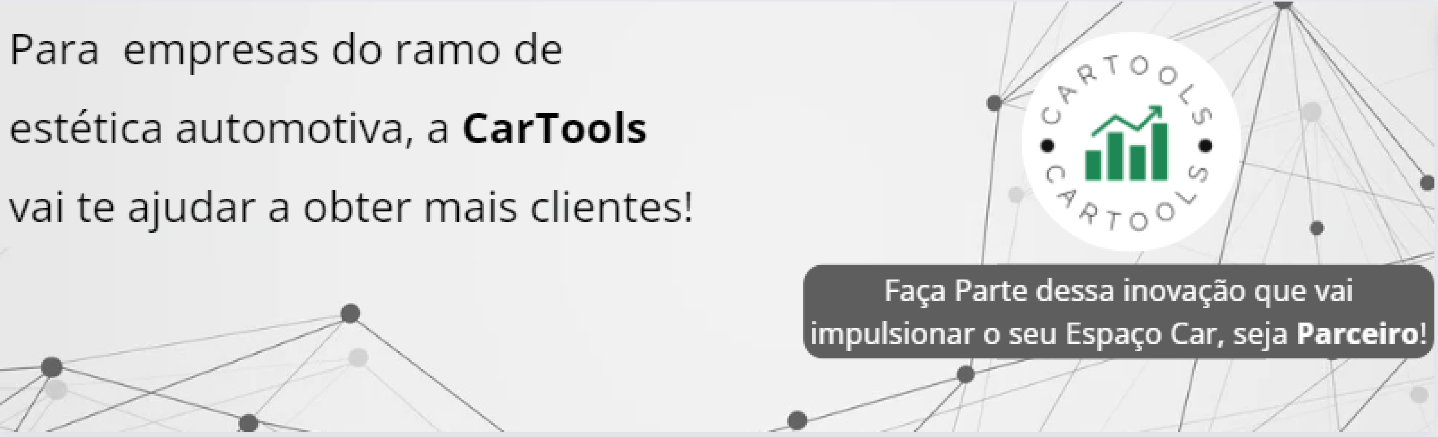 Para empresas do ramo de
estética automotiva, a CarTools
vai te ajudar a obter mais clientes!
CARTOOLS
CARTOOLS
Faça Parte dessa inovação que vai
impulsionar o seu Espaço Car, seja Parceiro!